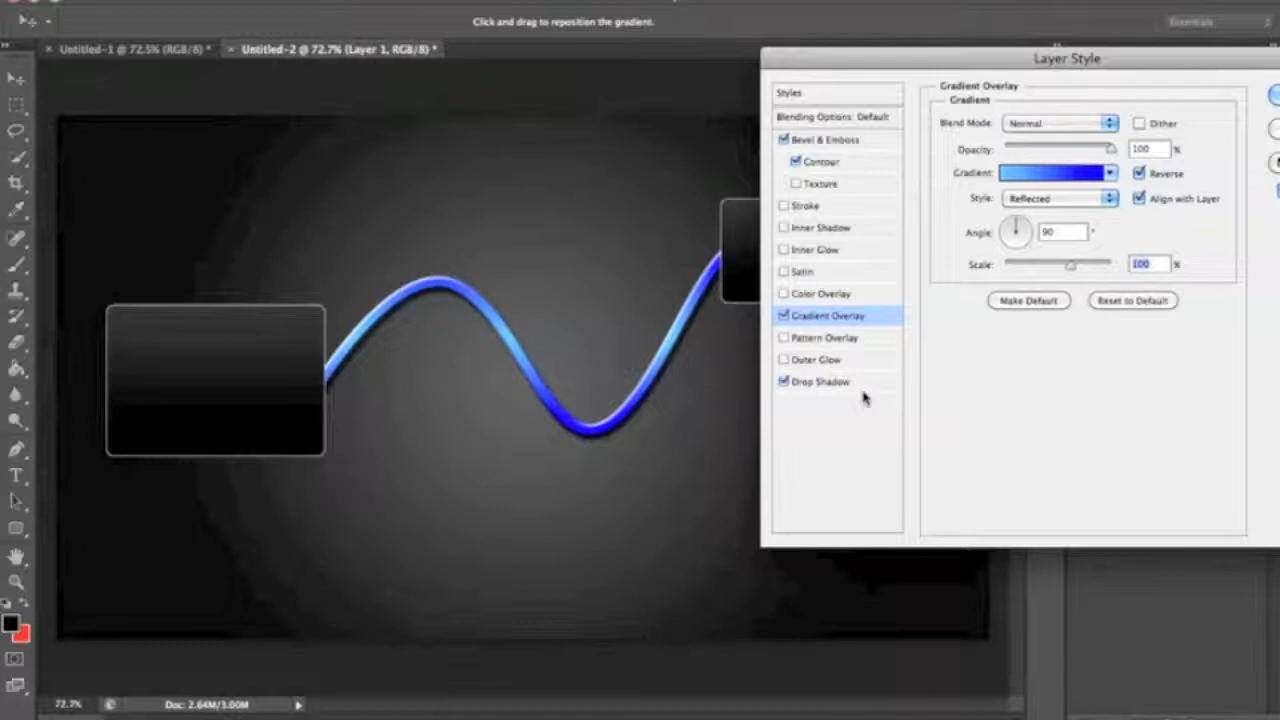 Click and drag to reposition the gradient.
Essentials
Untitled-1 @ 72.5% (RGB/8) *
Untitled-2 @ 72.7% (Layer 1, RGB/8) *
Layer Style
Styles
Blending Options: Default
Bevel & Emboss
Contour
Texture
Stroke
Inner Shadow
Inner Glow
Satin
Color Overlay
Gradient Overlay
Pattern Overlay
Outer Glow
Drop Shadow
Gradient Overlay
Gradient
Blend Mode: Normal Dither
Opacity: 100 %
Gradient: Reverse
Style: Reflected Align with Layer
Angle: 90 °
Scale: 100 %
Make Default Reset to Default
72.7% Doc: 2.64M/3.00M